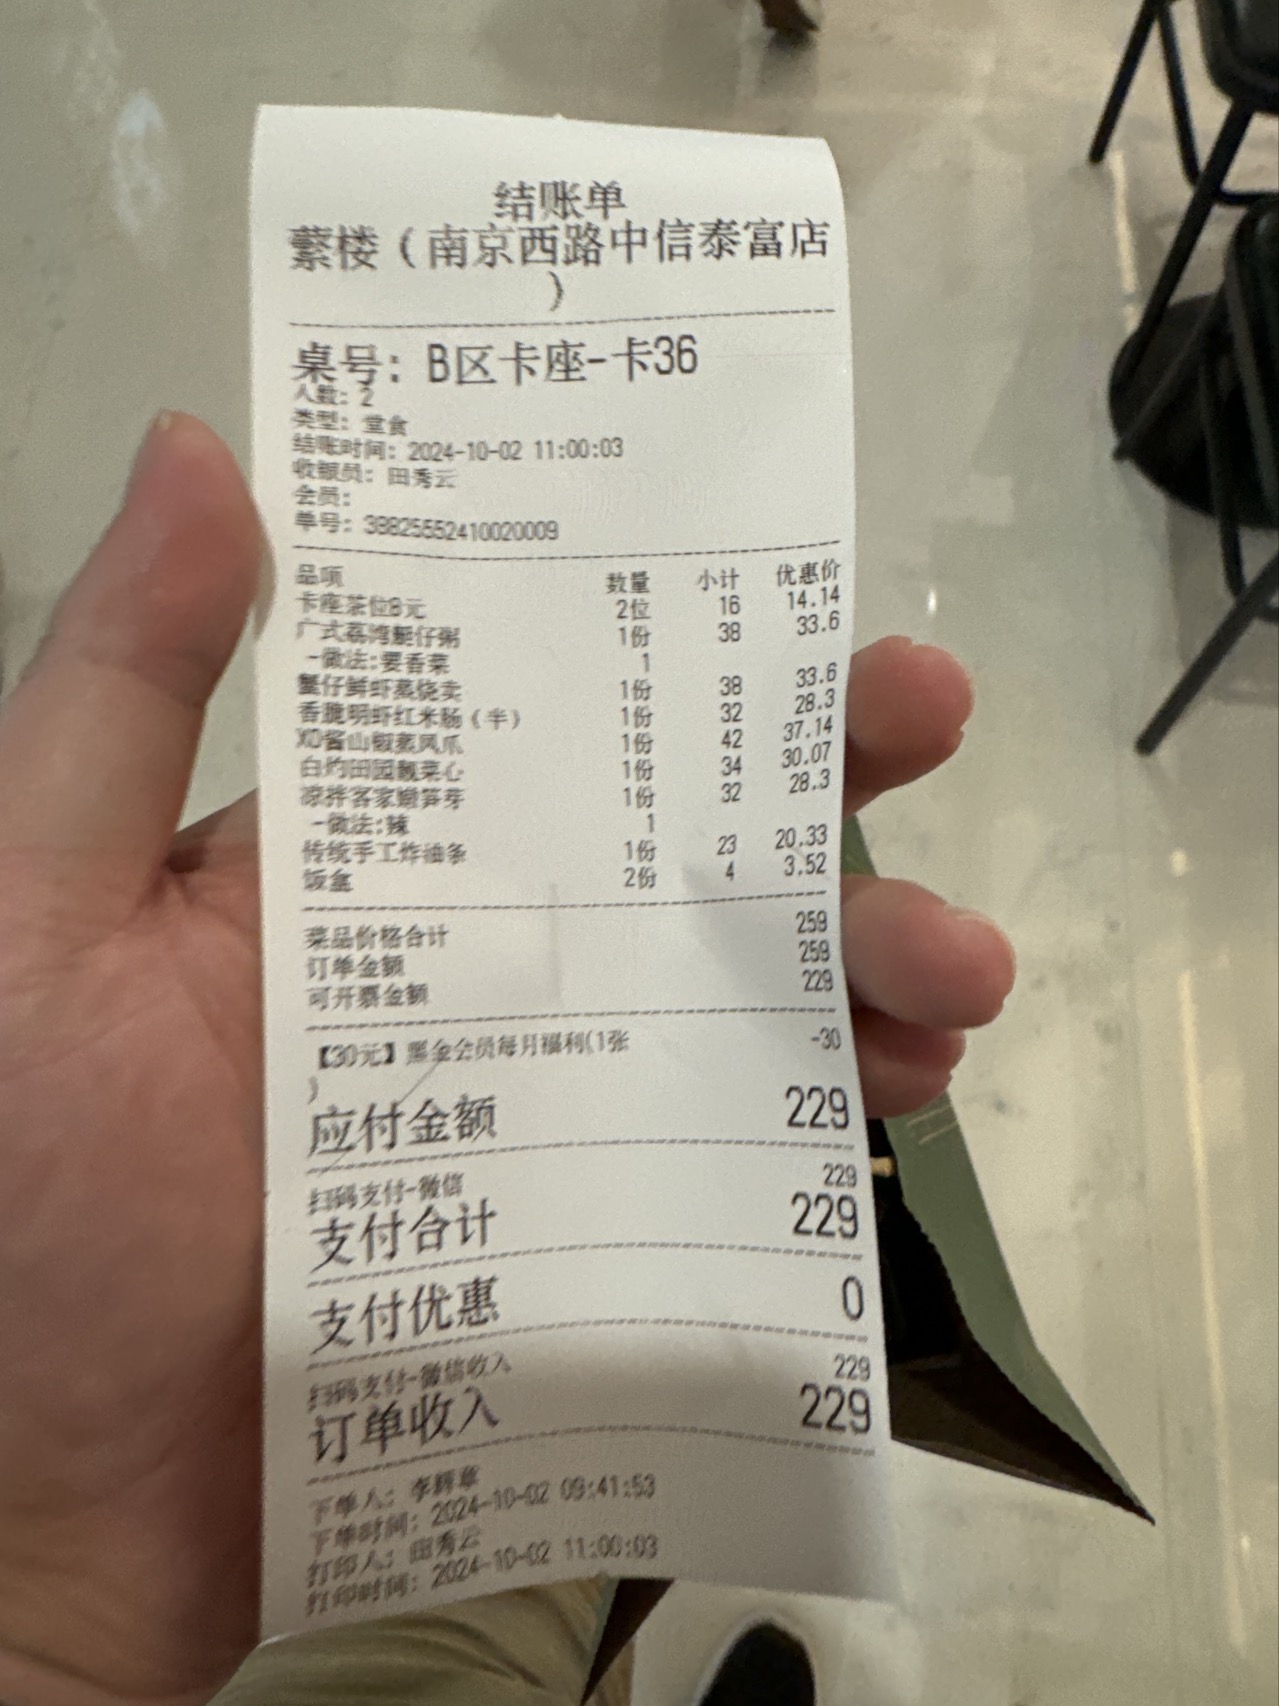 结账单
蘩楼（南京西路中信泰富店
）
桌号：B区卡座-卡36
人数：2
类型：堂食
结账时间：2024-10-02 11:00:03
收银员：田秀云
会员：
单号：39825552410020009
品项 数量 小计 优惠价
卡座茶位8元 2位 16 14.14
广式荔湾艇仔粥 1份 38 33.6
-做法:要香菜 1
蟹仔鲜虾蒸烧卖 1份 38 33.6
香脆明虾红米肠（半） 1份 32 28.3
XO酱山椒蒸凤爪 1份 42 37.14
白灼田园靓菜心 1份 34 30.07
凉拌客家嫩笋芽 1份 32 28.3
-做法:辣 1
传统手工炸油条 1份 23 20.33
饭盒 2份 4 3.52
菜品价格合计 259
订单金额 259
可开票金额 229
【30元】黑金会员每月福利(1张 -30
)
应付金额 229
扫码支付-微信 229
支付合计 229
支付优惠 0
扫码支付-微信收入 229
订单收入 229
下单人：李辉
下单时间：2024-10-02 09:41:53
打印人：田秀云
打印时间：2024-10-02 11:00:03